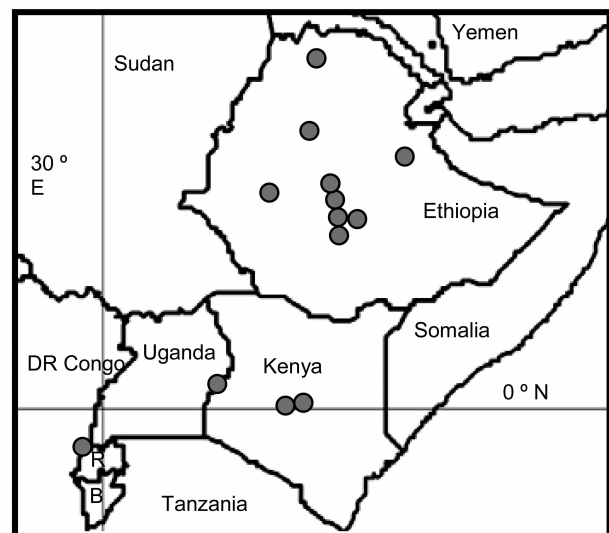 Yemen
Sudan
30 º
E
Ethiopia
Somalia
Uganda
DR Congo
Kenya
0 º N
R
B
Tanzania